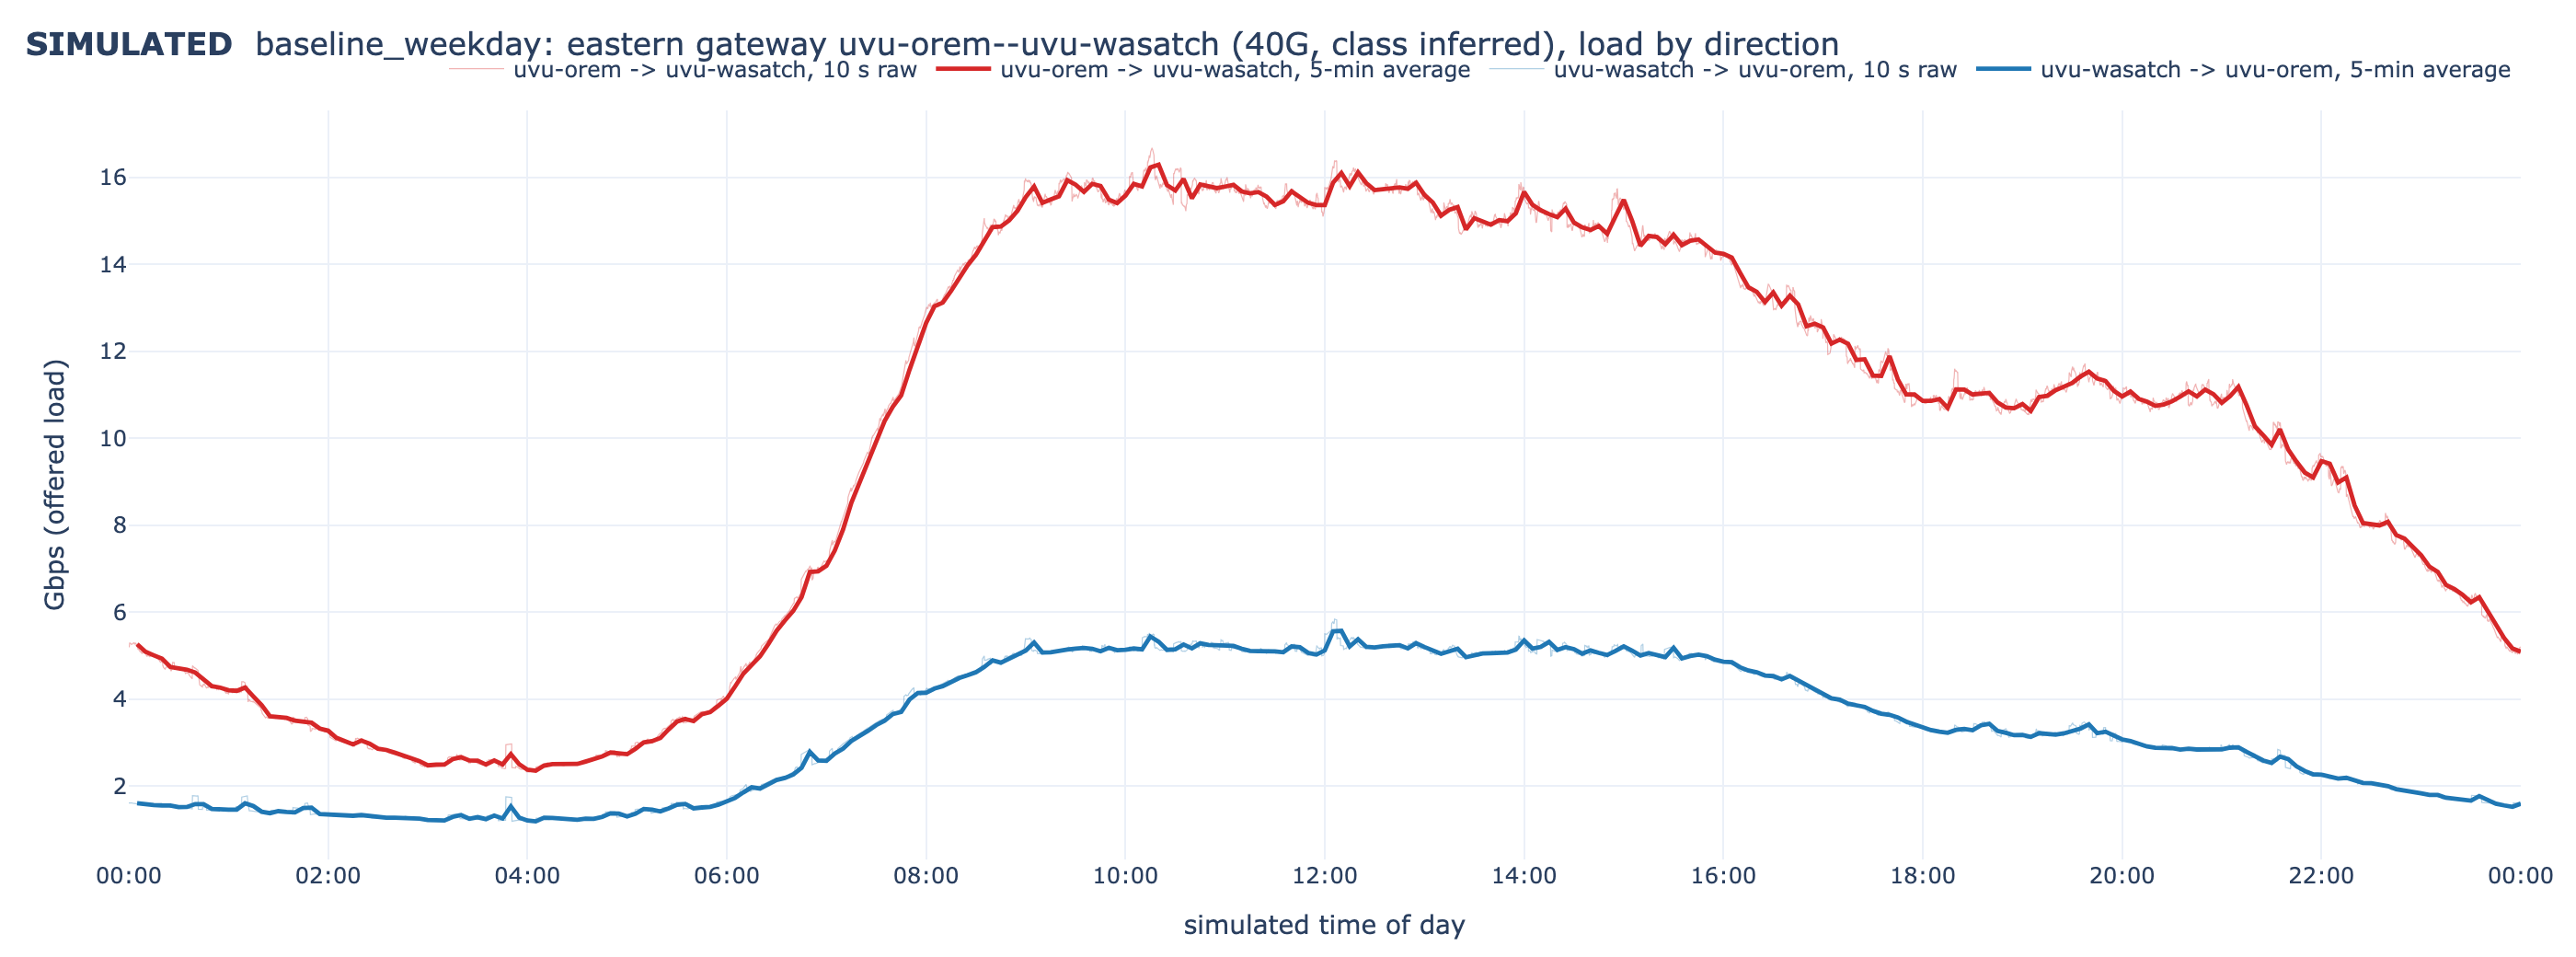 SIMULATED baseline_weekday: eastern gateway uvu-orem--uvu-wasatch (40G, class inferred), load by direction
uvu-orem -> uvu-wasatch, 10 s raw uvu-orem -> uvu-wasatch, 5-min average uvu-wasatch -> uvu-orem, 10 s raw uvu-wasatch -> uvu-orem, 5-min average
Gbps (offered load)
16
14
12
10
8
6
4
2
00:00 02:00 04:00 06:00 08:00 10:00 12:00 14:00 16:00 18:00 20:00 22:00 00:00
simulated time of day